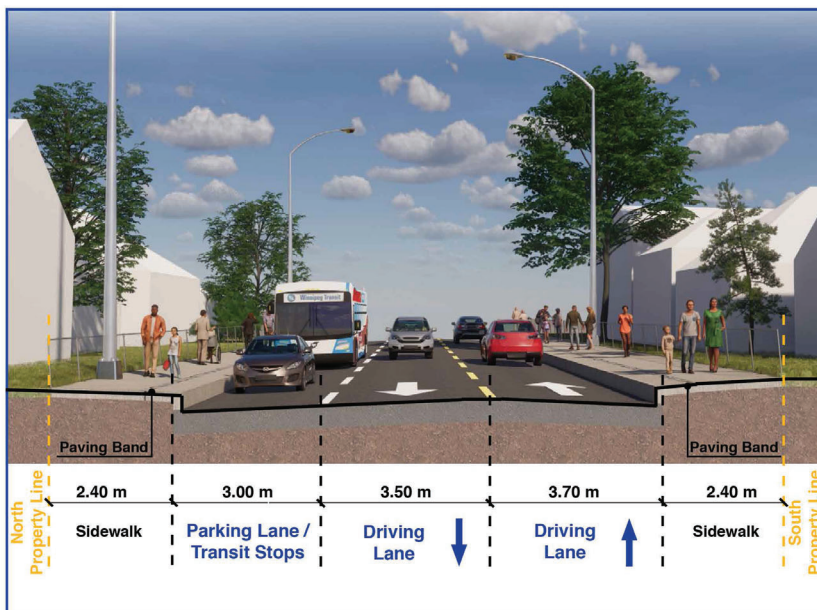 Winnipeg Transit
Paving Band
Paving Band
2.40 m
3.00 m
3.50 m
3.70 m
2.40 m
North
Property Line
Sidewalk
Parking Lane /
Transit Stops
Driving
Lane
Driving
Lane
Sidewalk
South
Property Line